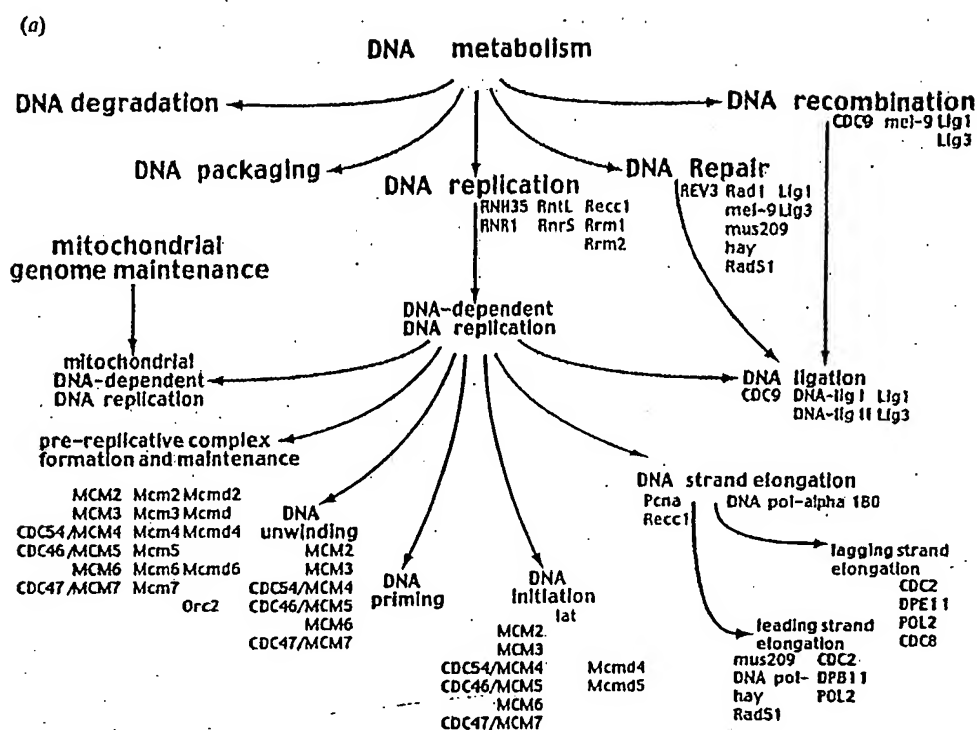 (a)
DNA metabolism
DNA degradation
DNA recombination
CDC9 mei-9 Lig1
Lig3
DNA packaging
DNA replication
RNH35 RntL Recc1
RNR1 RnrS Rrm1
Rrm2
DNA Repair
REV3 Rad1 Lig1
mei-9 Lig3
mus209
hay
Rad51
mitochondrial
genome maintenance
DNA-dependent
DNA replication
mitochondrial
DNA-dependent
DNA replication
DNA ligation
CDC9 DNA-lig I Lig1
DNA-lig II Lig3
pre-replicative complex
formation and maintenance
MCM2 Mcm2 Mcmd2
MCM3 Mcm3 Mcmd
CDC54/MCM4 Mcm4 Mcmd4
CDC46/MCM5 Mcm5
MCM6 Mcm6 Mcmd6
CDC47/MCM7 Mcm7
Orc2
DNA
unwinding
MCM2
MCM3
CDC54/MCM4
CDC46/MCM5
MCM6
CDC47/MCM7
DNA
priming
DNA
initiation
lat
MCM2
MCM3
CDC54/MCM4 Mcmd4
CDC46/MCM5 Mcmd5
MCM6
CDC47/MCM7
DNA strand elongation
Pcna DNA pol-alpha 180
Recc1
lagging strand
elongation
CDC2
DPE11
POL2
CDC8
leading strand
elongation
mus209 CDC2
DNA pol- DPB11
hay POL2
Rad51